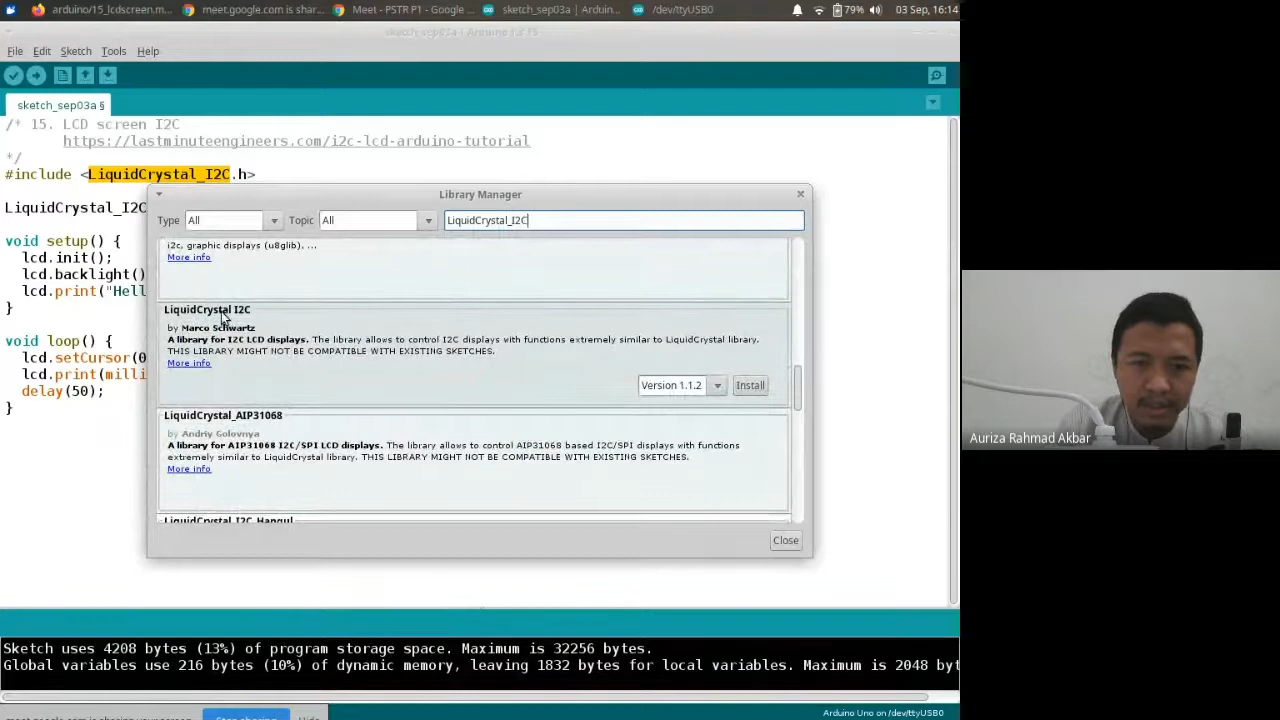 arduino/15_lcdscreen.m...
meet.google.com is shar...
Meet - PSTR P1 - Google ...
sketch_sep03a | Arduin...
/dev/ttyUSB0
79%
03 Sep, 16:14
File Edit Sketch Tools Help
sketch_sep03a §
/* 15. LCD screen I2C
https://lastminuteengineers.com/i2c-lcd-arduino-tutorial
*/
#include <LiquidCrystal_I2C.h>
LiquidCrystal_I2C
void setup() {
lcd.init();
lcd.backlight()
lcd.print("Hell
}
void loop() {
lcd.setCursor(0
lcd.print(milli
delay(50);
}
Library Manager
Type All Topic All LiquidCrystal_I2C
i2c, graphic displays (u8glib), ...
More info
LiquidCrystal I2C
by Marco Schwartz
A library for I2C LCD displays. The library allows to control I2C displays with functions extremely similar to LiquidCrystal library.
THIS LIBRARY MIGHT NOT BE COMPATIBLE WITH EXISTING SKETCHES.
More info
Version 1.1.2 Install
LiquidCrystal_AIP31068
by Andriy Golovnya
A library for AIP31068 I2C/SPI LCD displays. The library allows to control AIP31068 based I2C/SPI displays with functions
extremely similar to LiquidCrystal library. THIS LIBRARY MIGHT NOT BE COMPATIBLE WITH EXISTING SKETCHES.
More info
LiquidCrystal_I2C_Hangul
Close
Sketch uses 4208 bytes (13%) of program storage space. Maximum is 32256 bytes.
Global variables use 216 bytes (10%) of dynamic memory, leaving 1832 bytes for local variables. Maximum is 2048 byt
Arduino Uno on /dev/ttyUSB0
meet.google.com is sharing your screen. Stop sharing Hide
Auriza Rahmad Akbar